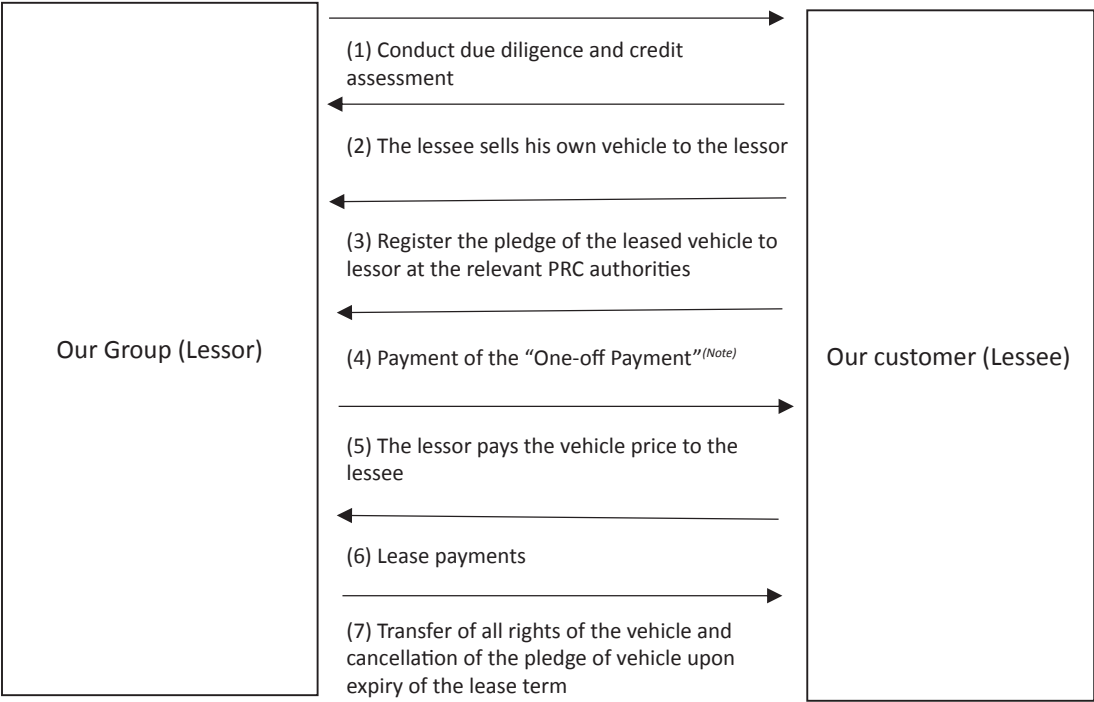 (1) Conduct due diligence and credit
assessment
(2) The lessee sells his own vehicle to the lessor
(3) Register the pledge of the leased vehicle to
lessor at the relevant PRC authorities
Our Group (Lessor)
(4) Payment of the “One-off Payment”(Note)
Our customer (Lessee)
(5) The lessor pays the vehicle price to the
lessee
(6) Lease payments
(7) Transfer of all rights of the vehicle and
cancellation of the pledge of vehicle upon
expiry of the lease term